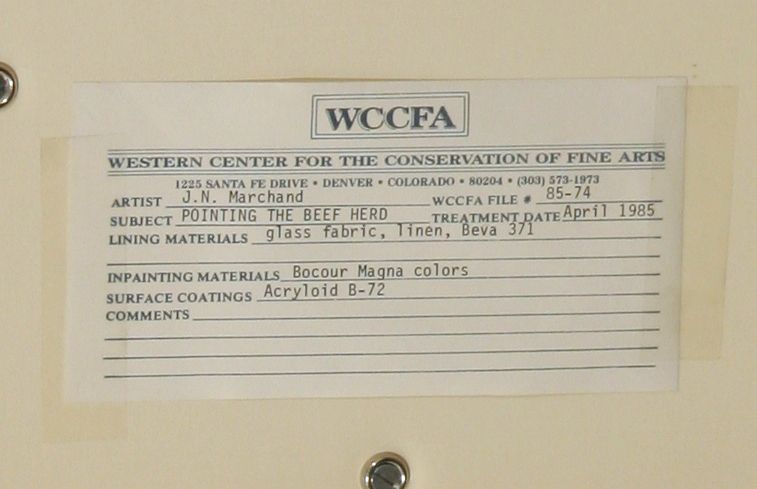 WCCFA
WESTERN CENTER FOR THE CONSERVATION OF FINE ARTS
1225 SANTA FE DRIVE • DENVER • COLORADO • 80204 • (303) 573-1973
ARTIST J.N. Marchand WCCFA FILE # 85-74
SUBJECT POINTING THE BEEF HERD TREATMENT DATE April 1985
LINING MATERIALS glass fabric, linen, Beva 371
INPAINTING MATERIALS Bocour Magna colors
SURFACE COATINGS Acryloid B-72
COMMENTS